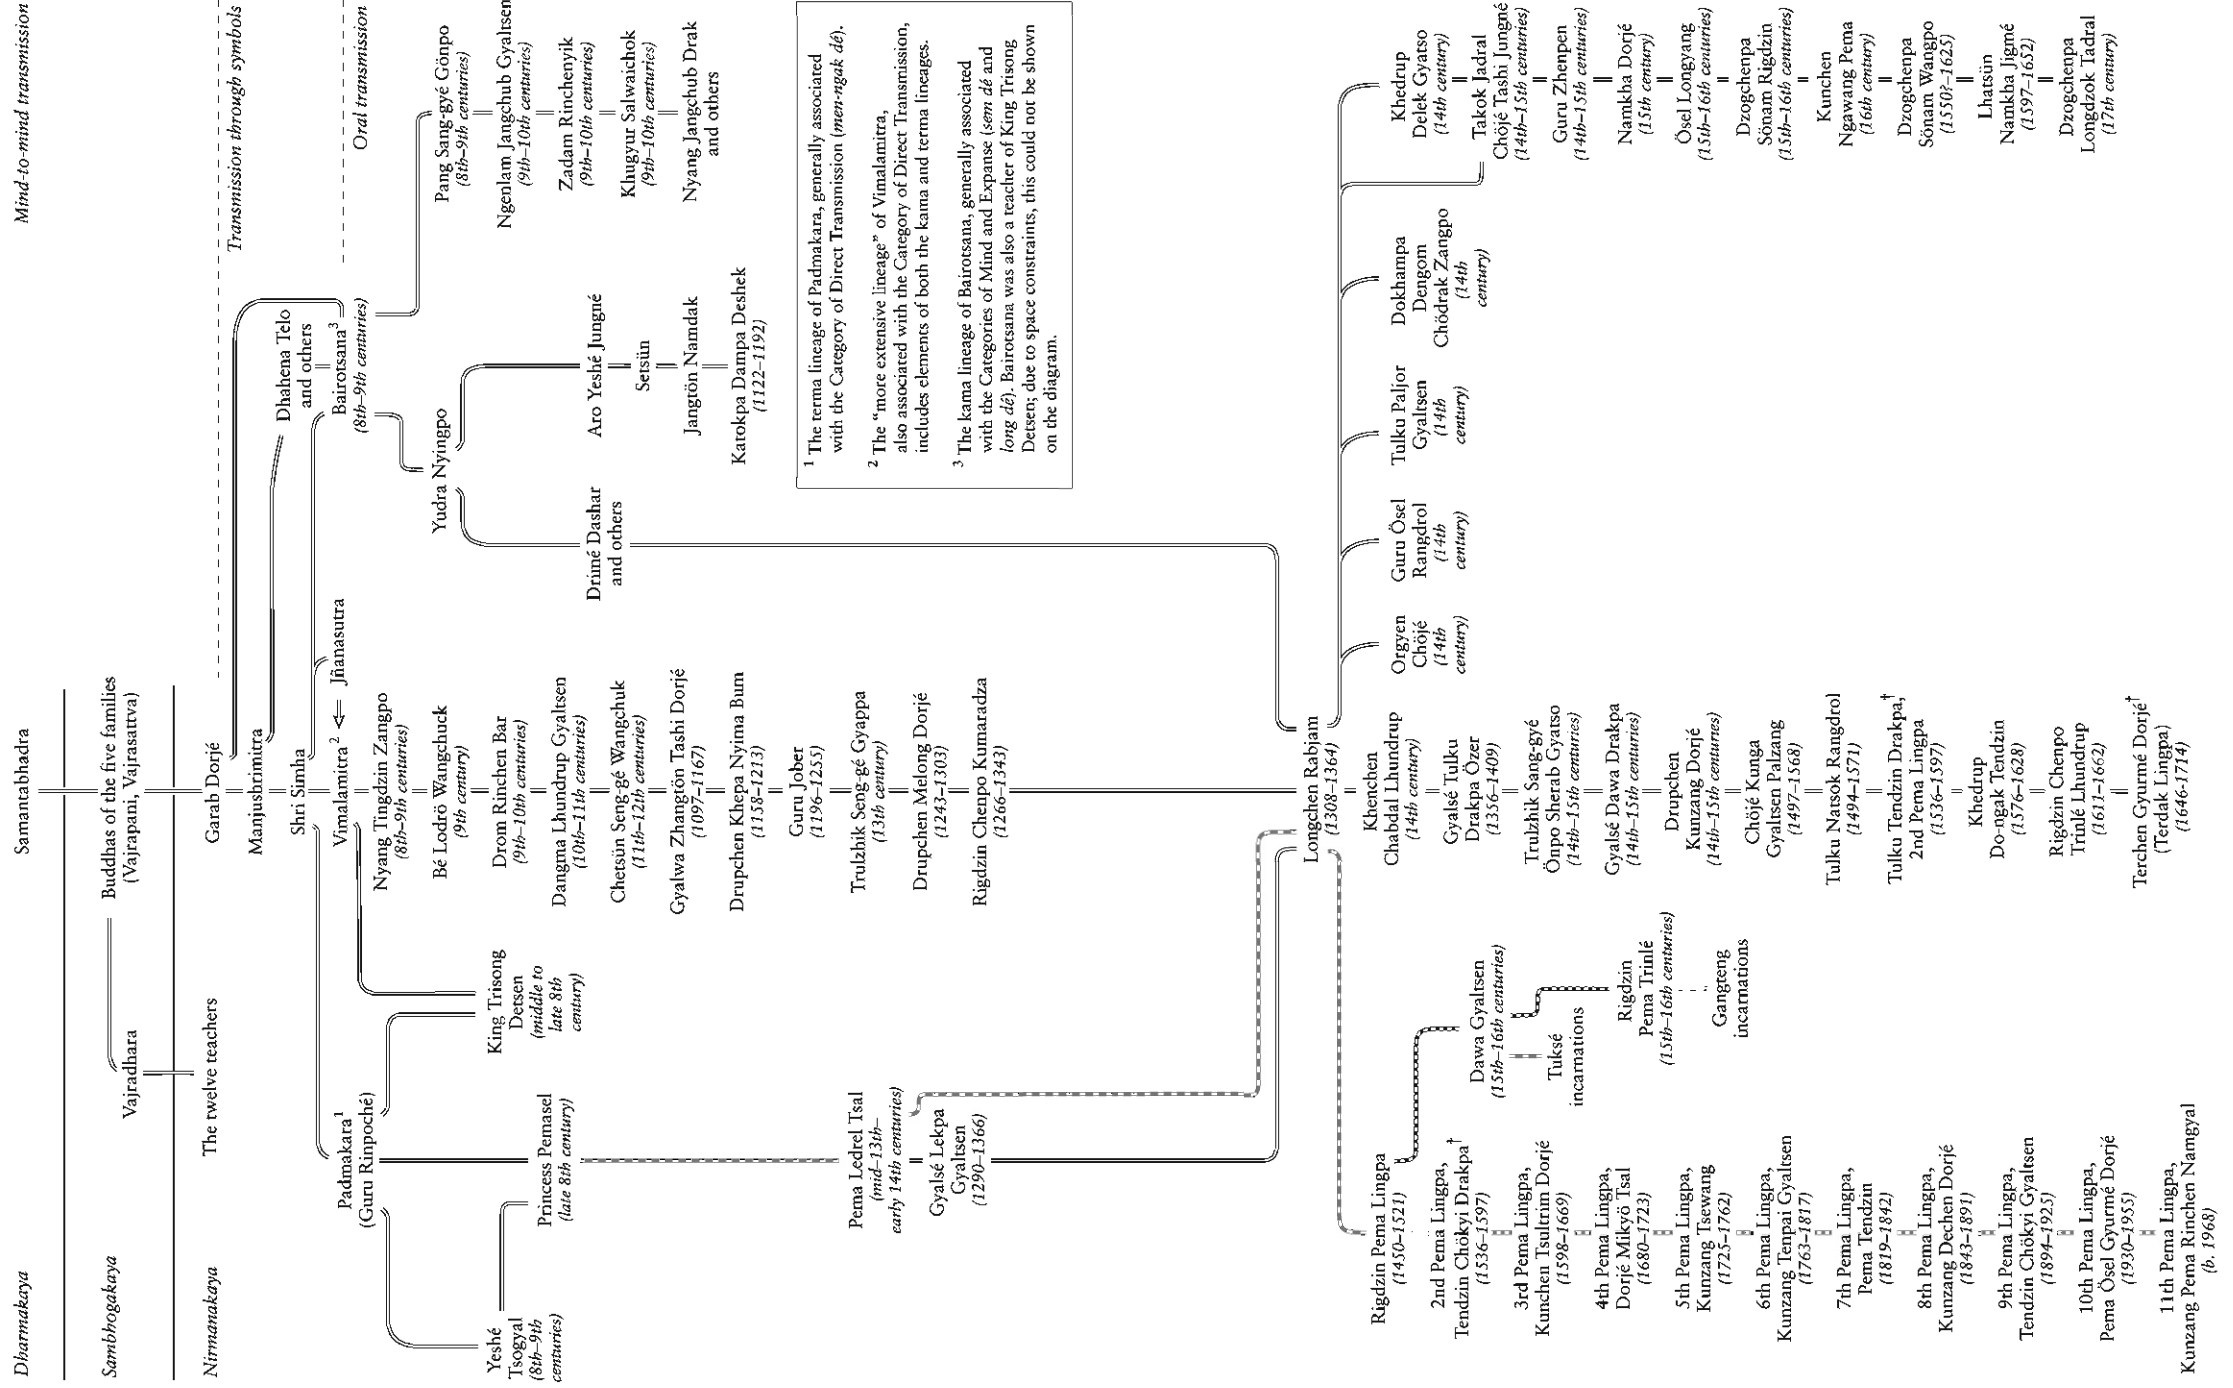 Dharmakaya
Samantabhadra
Mind-to-mind transmission
Sambhogakaya
Vajradhara
Buddhas of the five families
(Vajrapani, Vajrasattva)
Nirmanakaya
The twelve teachers
Garab Dorjé
Transmission through symbols
Manjushrimitra
Dhahena Telo
and others
Shri Simha
Bairotsana³
(8th–9th centuries)
Oral transmission
Padmakara¹
(Guru Rinpoché)
Vimalamitra²
Jñanasutra
Nyang Tingdzin Zangpo
(8th–9th centuries)
Bé Lodrö Wangchuck
(9th century)
Drom Rinchen Bar
(9th–10th centuries)
Dangma Lhundrup Gyaltsen
(10th–11th centuries)
Chetsün Seng-gé Wangchuk
(11th–12th centuries)
Gyalwa Zhangtön Tashi Dorjé
(1097–1167)
Drupchen Khepa Nyima Bum
(1158–1213)
Guru Jober
(1196–1255)
Trulzhik Seng-gé Gyappa
(13th century)
Drupchen Melong Dorjé
(1243–1303)
Rigdzin Chenpo Kumaradza
(1266–1343)
Yeshé
Tsogyal
(8th–9th
centuries)
Princess Pemasel
(late 8th century)
King Trisong
Detsen
(middle to
late 8th
century)
Pema Ledrel Tsal
(mid–13th–
early 14th centuries)
Gyalsé Lekpa
Gyaltsen
(1290–1366)
Yudra Nyingpo
Drimé Dashar
and others
Aro Yeshé Jungné
Setsün
Jangtön Namdak
Katokpa Dampa Deshek
(1122–1192)
Pang Sang-gyé Gönpo
(8th–9th centuries)
Ngenlam Jangchub Gyaltsen
(9th–10th centuries)
Zadam Rinchenyik
(9th–10th centuries)
Khugyur Salwaichok
(9th–10th centuries)
Nyang Jangchub Drak
and others
¹ The terma lineage of Padmakara, generally associated
with the Category of Direct Transmission (men-ngak dé).
² The “more extensive lineage” of Vimalamitra,
also associated with the Category of Direct Transmission,
includes elements of both the kama and terma lineages.
³ The kama lineage of Bairotsana, generally associated
with the Categories of Mind and Expanse (sem dé and
long dé). Bairotsana was also a teacher of King Trisong
Detsen; due to space constraints, this could not be shown
on the diagram.
Longchen Rabjam
(1308–1364)
Rigdzin Pema Lingpa
(1450–1521)
2nd Pema Lingpa,
Tendzin Chökyi Drakpa†
(1536–1597)
3rd Pema Lingpa,
Kunchen Tsultrim Dorjé
(1598–1669)
4th Pema Lingpa,
Dorjé Mikyö Tsal
(1680–1723)
5th Pema Lingpa,
Kunzang Tsewang
(1725–1762)
6th Pema Lingpa,
Kunzang Tenpai Gyaltsen
(1763–1817)
7th Pema Lingpa,
Pema Tendzin
(1819–1842)
8th Pema Lingpa,
Kunzang Dechen Dorjé
(1843–1891)
9th Pema Lingpa,
Tendzin Chökyi Gyaltsen
(1894–1925)
10th Pema Lingpa,
Pema Ösel Gyurmé Dorjé
(1930–1955)
11th Pema Lingpa,
Kunzang Pema Rinchen Namgyal
(b. 1968)
Dawa Gyaltsen
(15th–16th centuries)
Tuksé
incarnations
Rigdzin
Pema Trinlé
(15th–16th centuries)
Gangteng
incarnations
Khenchen
Chabdal Lhundrup
(14th century)
Gyalsé Tulku
Drakpa Özer
(1356–1409)
Trulzhik Sang-gyé
Önpo Sherab Gyatso
(14th–15th centuries)
Gyalsé Dawa Drakpa
(14th–15th centuries)
Drupchen
Kunzang Dorjé
(14th–15th centuries)
Chöjé Kunga
Gyaltsen Palzang
(1497–1568)
Tulku Natsok Rangdrol
(1494–1571)
Tulku Tendzin Drakpa,†
2nd Pema Lingpa
(1536–1597)
Khedrup
Do-ngak Tendzin
(1576–1628)
Rigdzin Chenpo
Trinlé Lhundrup
(1611–1662)
Terchen Gyurmé Dorjé†
(Terdak Lingpa)
(1646-1714)
Orgyen
Chöjé
(14th
century)
Guru Ösel
Rangdrol
(14th
century)
Tulku Paljor
Gyaltsen
(14th
century)
Dokhampa
Dengom
Chödrak Zangpo
(14th
century)
Khedrup
Delek Gyatso
(14th century)
Takok Jadral
Chöjé Tashi Jungné
(14th–15th centuries)
Guru Zhenpen
(14th–15th centuries)
Namkha Dorjé
(15th century)
Ösel Longyang
(15th–16th centuries)
Dzogchenpa
Sönam Rigdzin
(15th–16th centuries)
Kunchen
Ngawang Pema
(16th century)
Dzogchenpa
Sönam Wangpo
(1550?–1625)
Lhatsün
Namkha Jigmé
(1597–1652)
Dzogchenpa
Longdzok Tadral
(17th century)